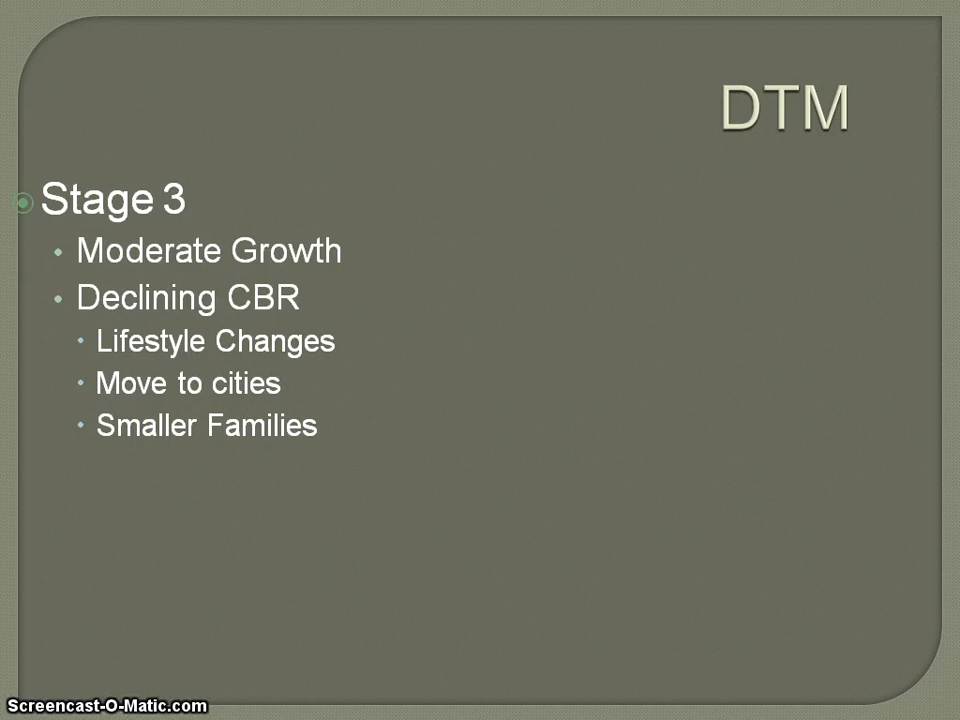 DTM
Stage 3
Moderate Growth
Declining CBR
Lifestyle Changes
Move to cities
Smaller Families
Screencast-O-Matic.com